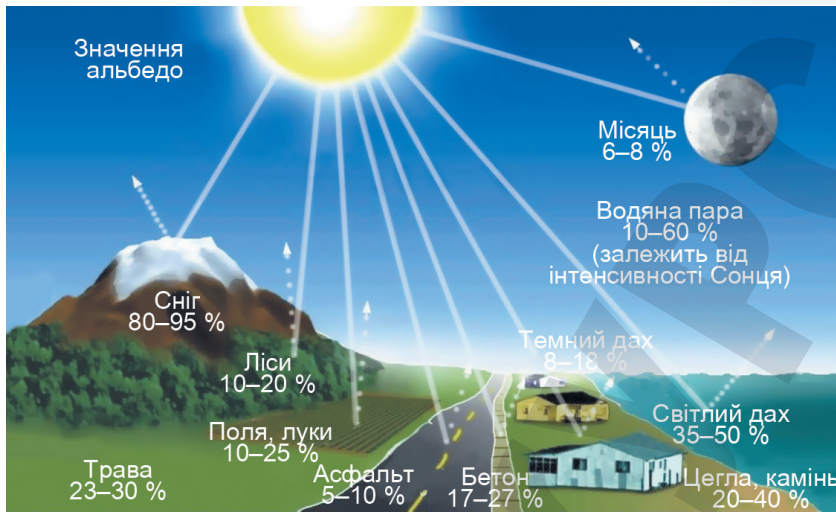 Значення
альбедо
Місяць
6–8 %
Водяна пара
10–60 %
(залежить від
інтенсивності Сонця)
Сніг
80–95 %
Темний дах
8–18 %
Ліси
10–20 %
Світлий дах
35–50 %
Поля, луки
10–25 %
Трава
23–30 %
Асфальт
5–10 %
Бетон
17–27 %
Цегла, камінь
20–40 %